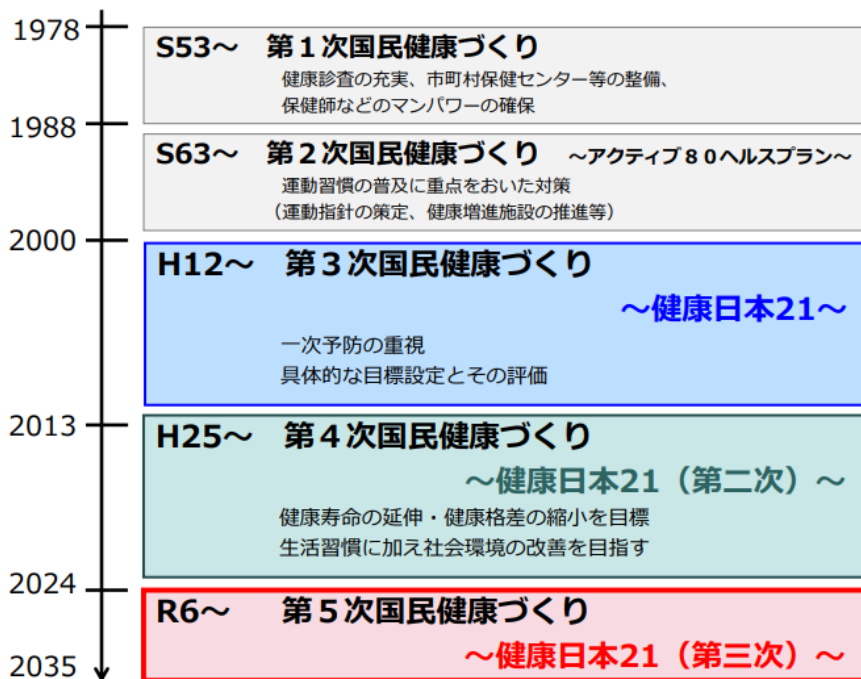 1978
S53～　第１次国民健康づくり
健康診査の充実、市町村保健センター等の整備、
保健師などのマンパワーの確保
1988
S63～　第２次国民健康づくり　～アクティブ８０ヘルスプラン～
運動習慣の普及に重点をおいた対策
（運動指針の策定、健康増進施設の推進等）
2000
H12～　第３次国民健康づくり
～健康日本21～
一次予防の重視
具体的な目標設定とその評価
2013
H25～　第４次国民健康づくり
～健康日本21（第二次）～
健康寿命の延伸・健康格差の縮小を目標
生活習慣に加え社会環境の改善を目指す
2024
R6～　第５次国民健康づくり
～健康日本21（第三次）～
2035